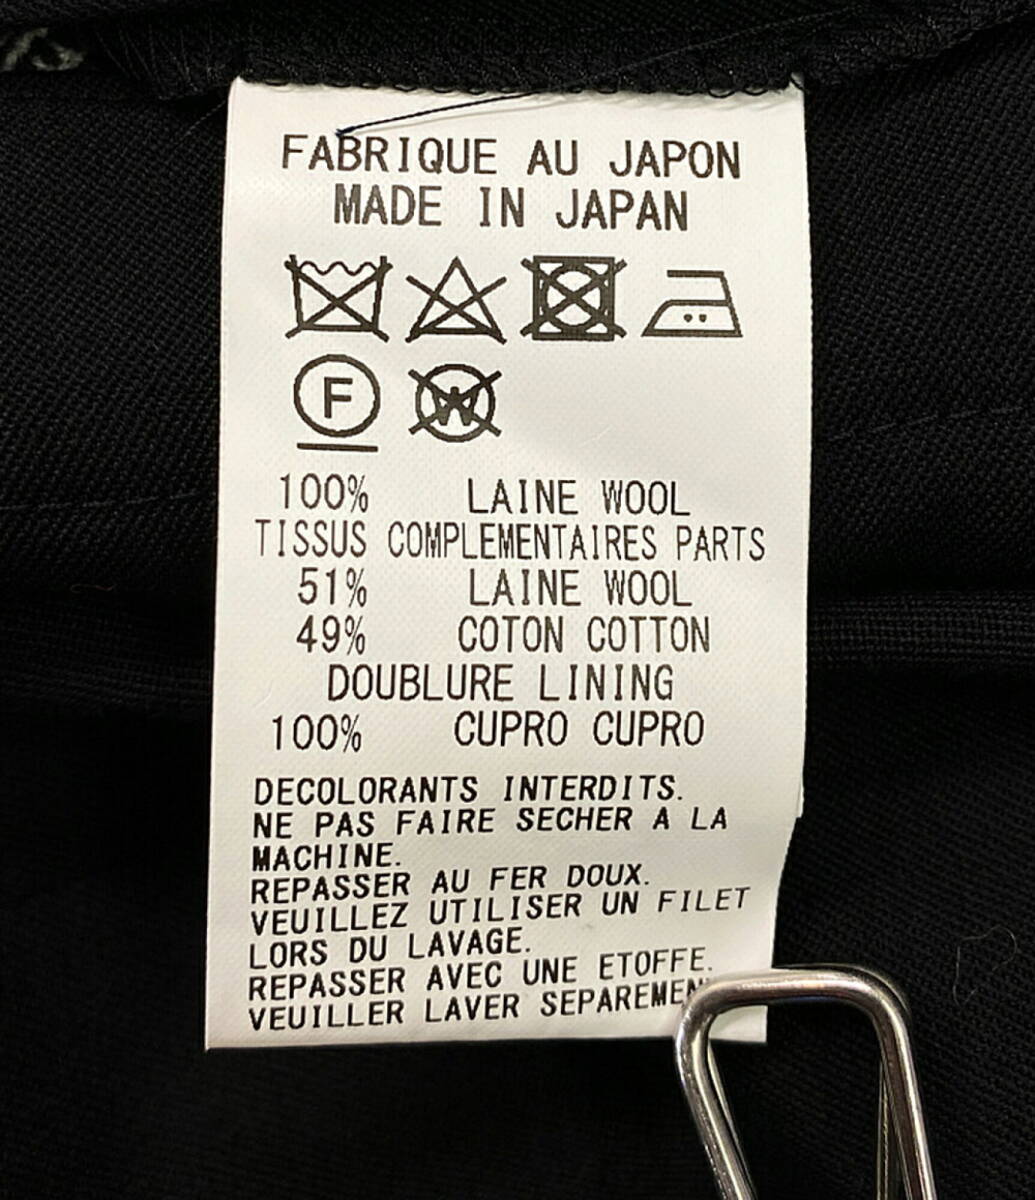 FABRIQUE AU JAPON
MADE IN JAPAN
F
W
100% LAINE WOOL
TISSUS COMPLEMENTAIRES PARTS
51% LAINE WOOL
49% COTON COTTON
DOUBLURE LINING
100% CUPRO CUPRO
DECOLORANTS INTERDITS.
NE PAS FAIRE SECHER A LA
MACHINE.
REPASSER AU FER DOUX.
VEUILLEZ UTILISER UN FILET
LORS DU LAVAGE.
REPASSER AVEC UNE ETOFFE.
VEUILLER LAVER